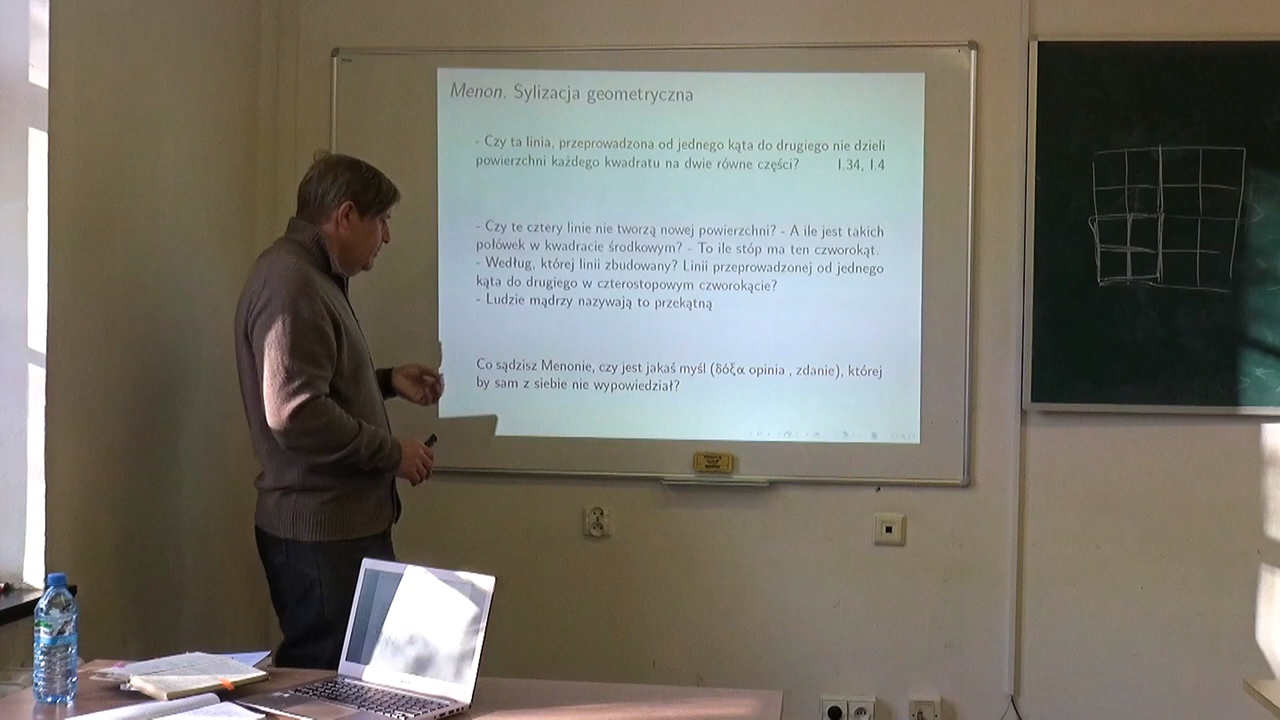 Menon. Sylizacja geometryczna
- Czy ta linia, przeprowadzona od jednego kąta do drugiego nie dzieli
powierzchni każdego kwadratu na dwie równe części? I.34, I.4
- Czy te cztery linie nie tworzą nowej powierzchni? - A ile jest takich
połówek w kwadracie środkowym? - To ile stóp ma ten czworokąt.
- Według, której linii zbudowany? Linii przeprowadzonej od jednego
kąta do drugiego w czterostopowym czworokącie?
- Ludzie mądrzy nazywają to przekątną
Co sądzisz Menonie, czy jest jakaś myśl (δόξα opinia , zdanie), której
by sam z siebie nie wypowiedział?